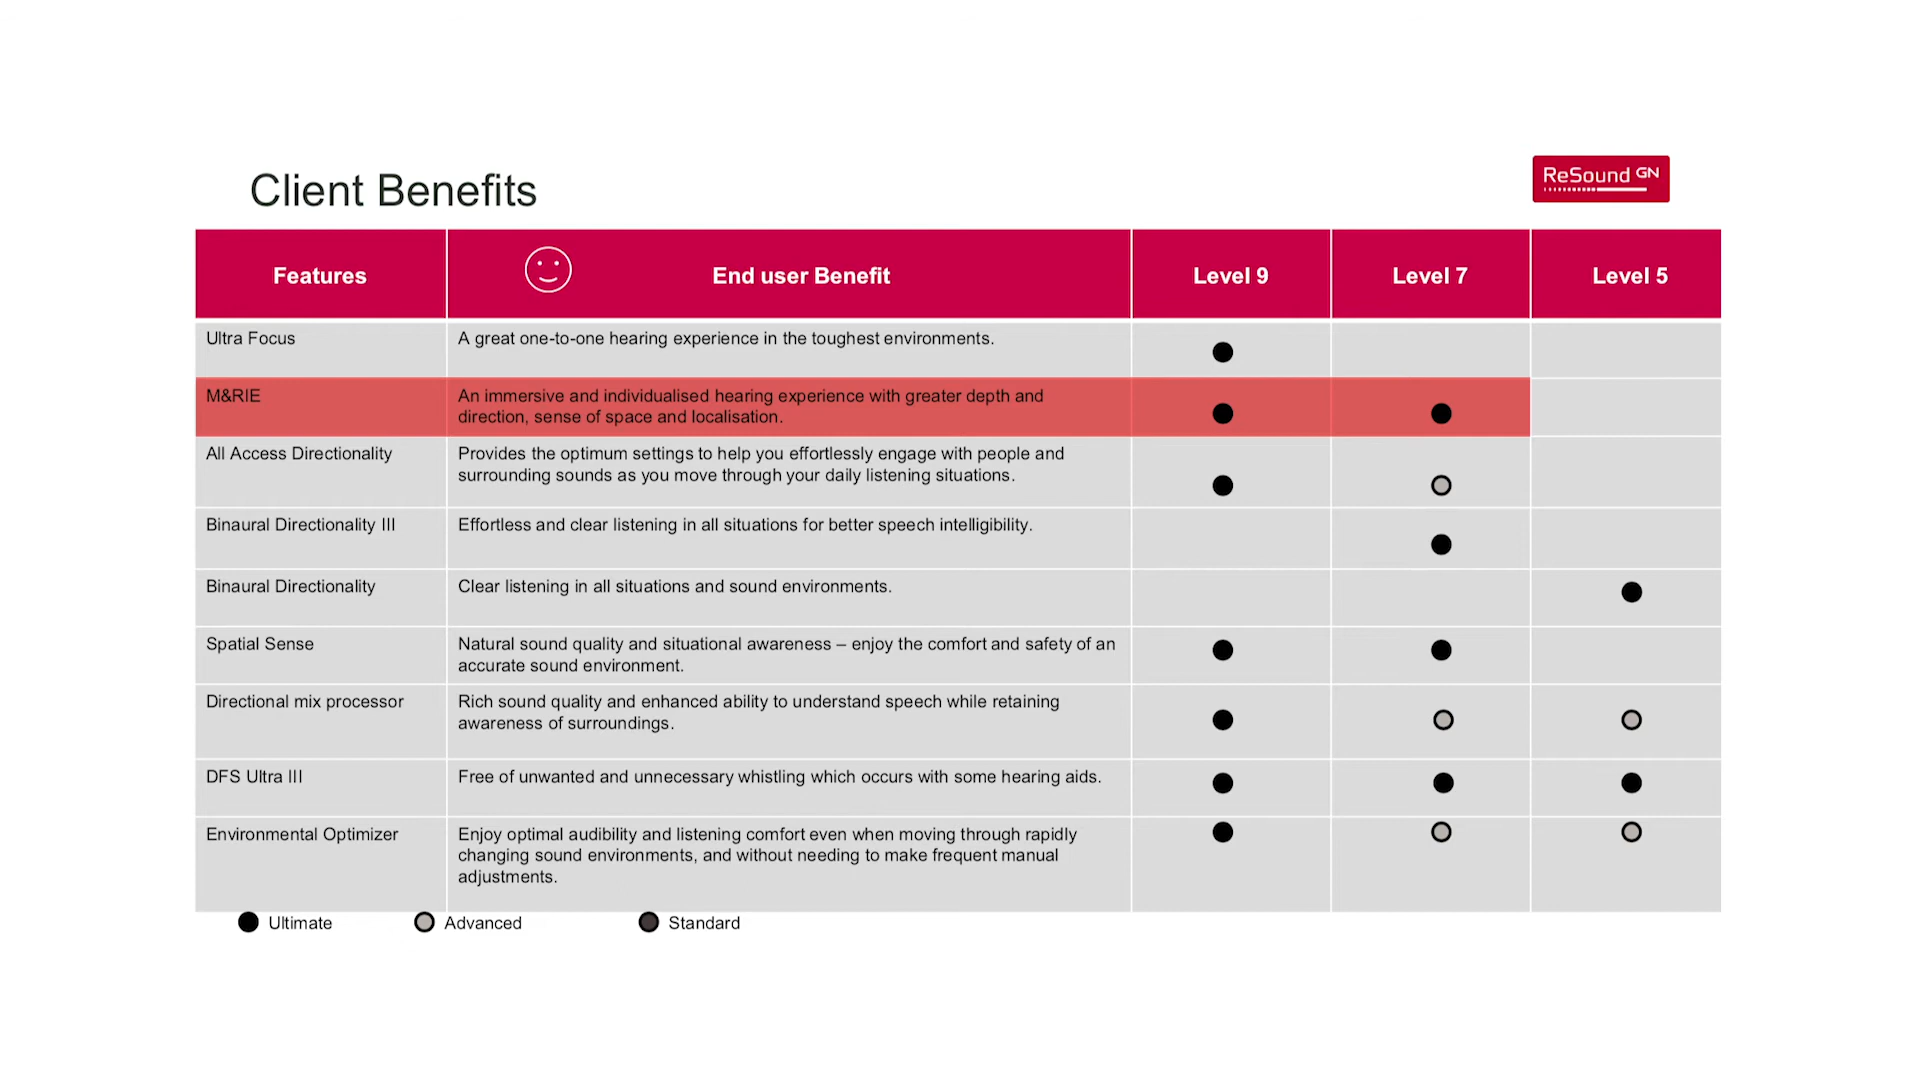 Client Benefits
ReSound GN
Features
End user Benefit
Level 9
Level 7
Level 5
Ultra Focus
A great one-to-one hearing experience in the toughest environments.
M&RIE
An immersive and individualised hearing experience with greater depth and
direction, sense of space and localisation.
All Access Directionality
Provides the optimum settings to help you effortlessly engage with people and
surrounding sounds as you move through your daily listening situations.
Binaural Directionality III
Effortless and clear listening in all situations for better speech intelligibility.
Binaural Directionality
Clear listening in all situations and sound environments.
Spatial Sense
Natural sound quality and situational awareness – enjoy the comfort and safety of an
accurate sound environment.
Directional mix processor
Rich sound quality and enhanced ability to understand speech while retaining
awareness of surroundings.
DFS Ultra III
Free of unwanted and unnecessary whistling which occurs with some hearing aids.
Environmental Optimizer
Enjoy optimal audibility and listening comfort even when moving through rapidly
changing sound environments, and without needing to make frequent manual
adjustments.
Ultimate
Advanced
Standard